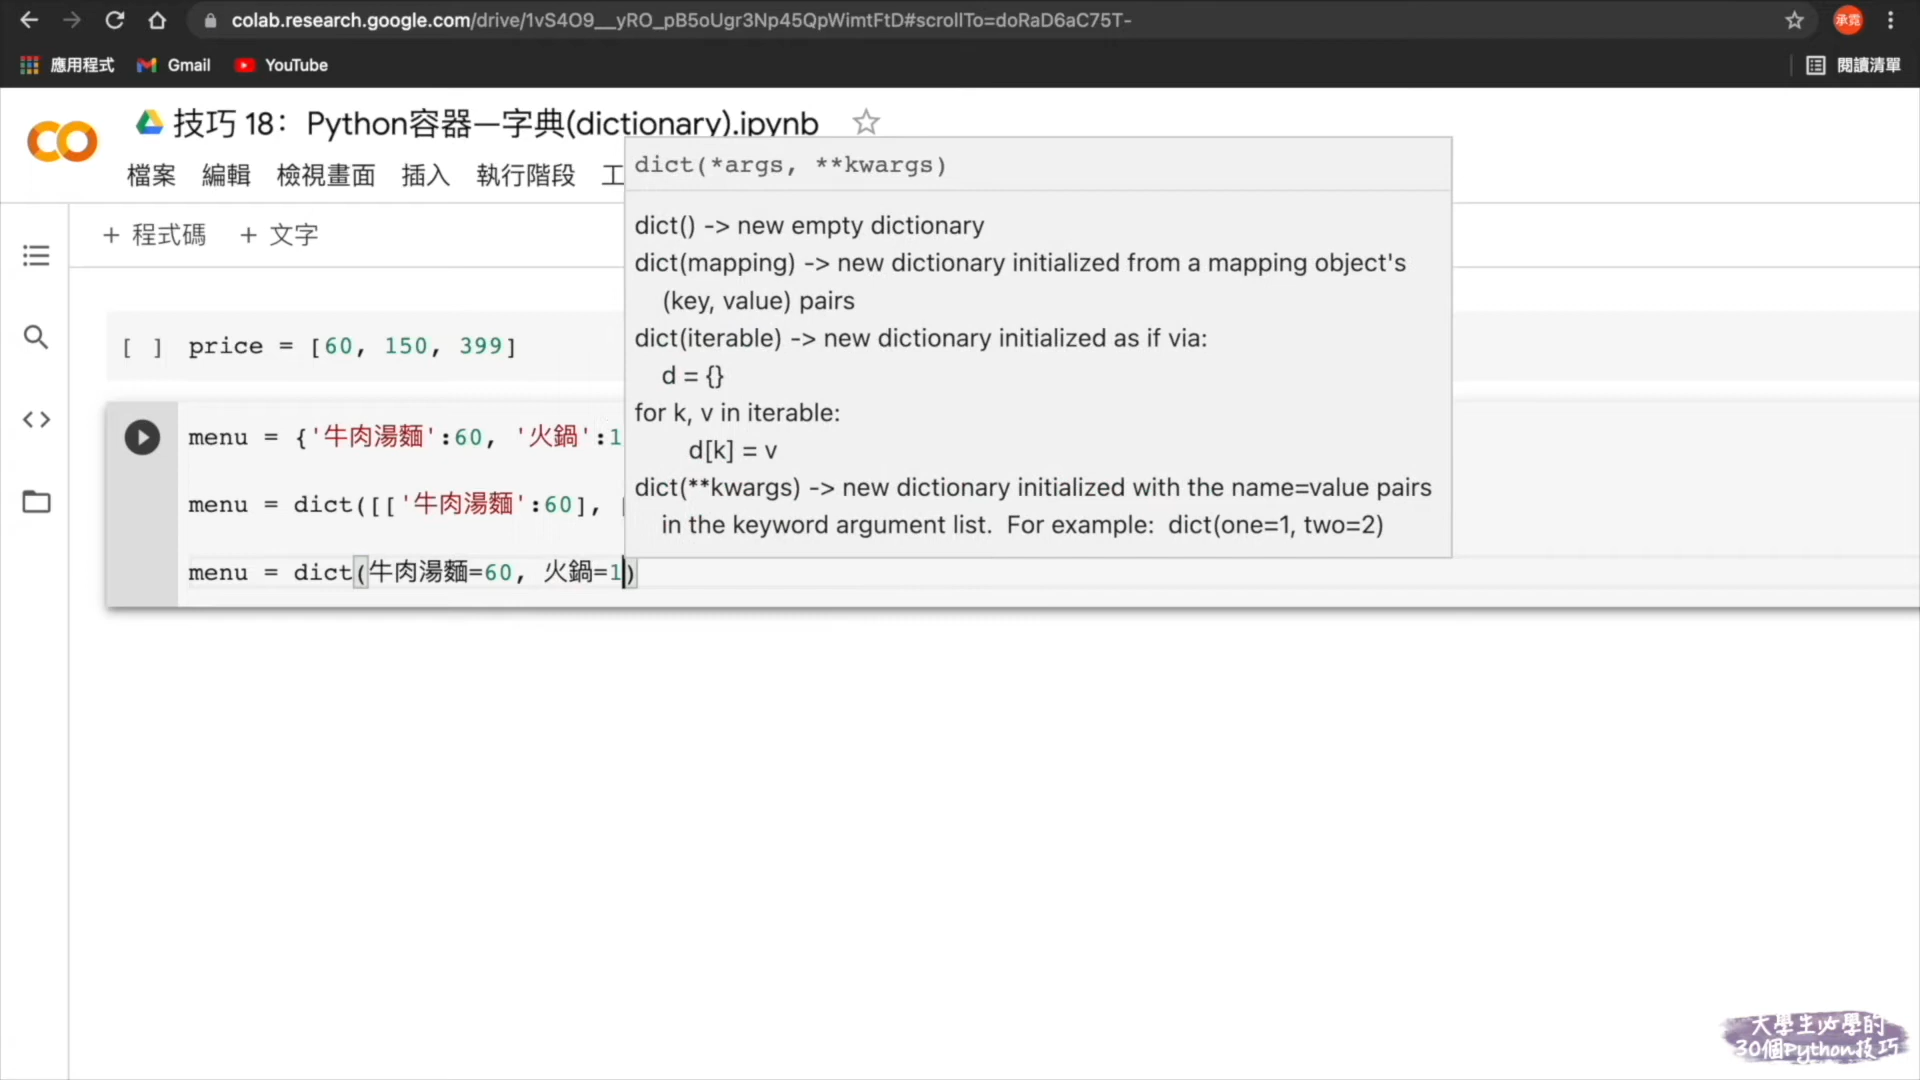 colab.research.google.com/drive/1vS4O9__yRO_pB5oUgr3Np45QpWimtFtD#scrollTo=doRaD6aC75T-
承霓
應用程式 Gmail YouTube 閱讀清單
技巧 18：Python容器—字典(dictionary).ipynb
檔案 編輯 檢視畫面 插入 執行階段 工
+ 程式碼 + 文字
dict(*args, **kwargs)
dict() -> new empty dictionary
dict(mapping) -> new dictionary initialized from a mapping object's
(key, value) pairs
dict(iterable) -> new dictionary initialized as if via:
d = {}
for k, v in iterable:
d[k] = v
dict(**kwargs) -> new dictionary initialized with the name=value pairs
in the keyword argument list. For example: dict(one=1, two=2)
[ ] price = [60, 150, 399]
menu = {'牛肉湯麵':60, '火鍋':1
menu = dict([['牛肉湯麵':60], [
menu = dict(牛肉湯麵=60, 火鍋=1)
大學生必學的
30個Python技巧